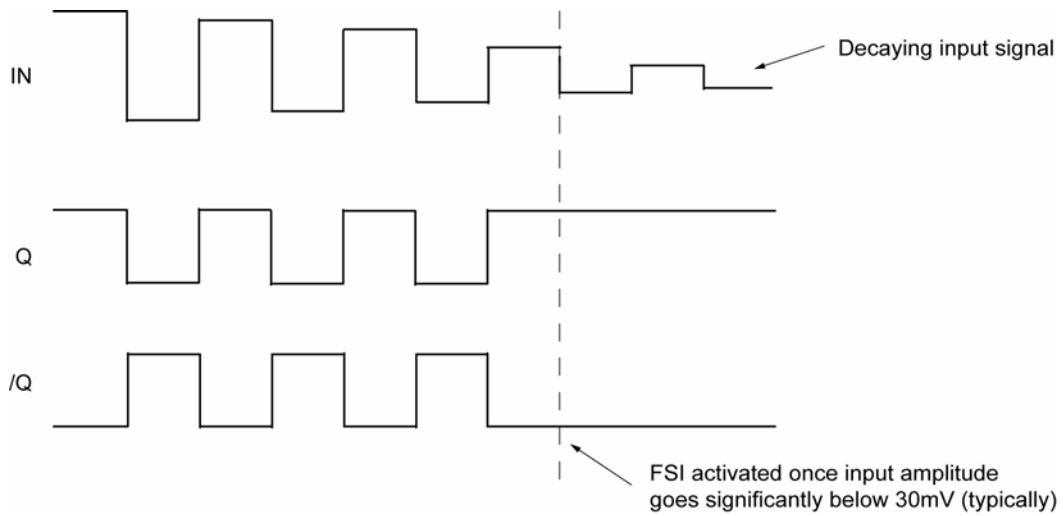 Decaying input signal
IN
Q
/Q
FSI activated once input amplitude
goes significantly below 30mV (typically)